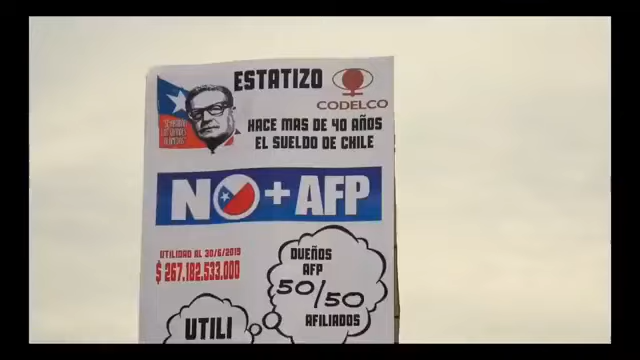 ESTATIZO
CODELCO
HACE MAS DE 40 AÑOS
EL SUELDO DE CHILE
NO + AFP
UTILIDAD AL 30/6/2019
$ 267.182.533.000
DUEÑOS
AFP
50/50
AFILIADOS
UTILI